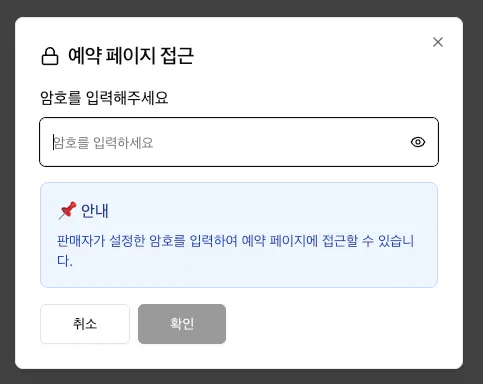 예약 페이지 접근
암호를 입력해주세요
암호를 입력하세요
📌 안내
판매자가 설정한 암호를 입력하여 예약 페이지에 접근할 수 있습니
다.
취소
확인